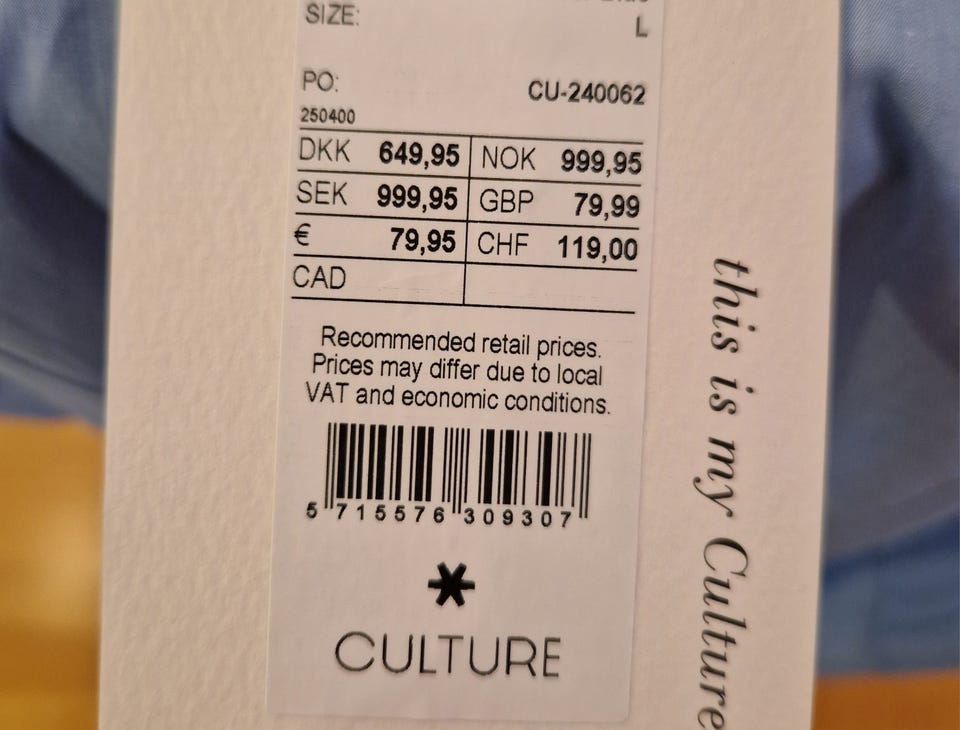 SIZE:
L
PO:
CU-240062
250400
DKK 649,95 NOK 999,95
SEK 999,95 GBP 79,99
€ 79,95 CHF 119,00
CAD
Recommended retail prices.
Prices may differ due to local
VAT and economic conditions.
5 715576 309307
CULTURE
this is my Culture